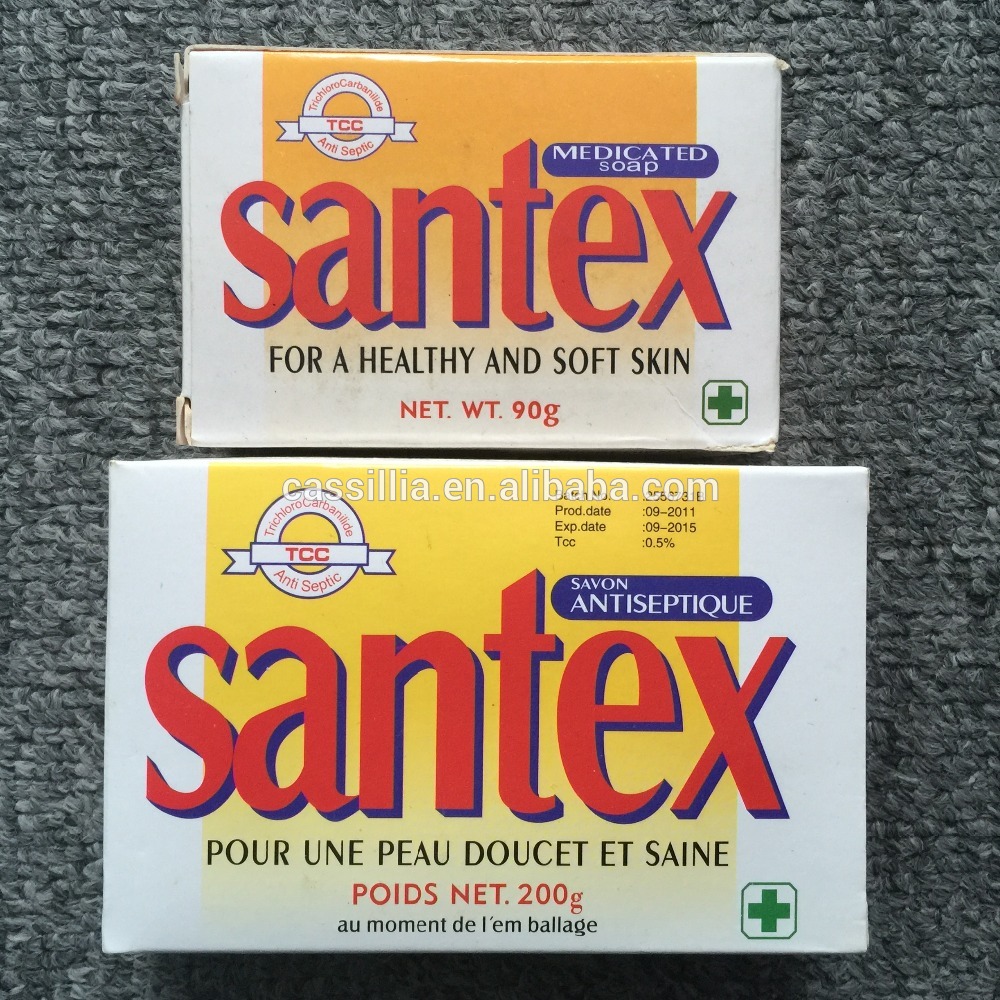 TrichloroCarbanilide
TCC
Anti Septic
MEDICATED
soap
santex
FOR A HEALTHY AND SOFT SKIN
NET. WT. 90g
cassillia.en.alibaba.com
TrichloroCarbanilide
TCC
Anti Septic
Batch No.
Prod.date :09-2011
Exp.date :09-2015
Tcc :0.5%
SAVON
ANTISEPTIQUE
santex
POUR UNE PEAU DOUCET ET SAINE
POIDS NET. 200g
au moment de l'em ballage